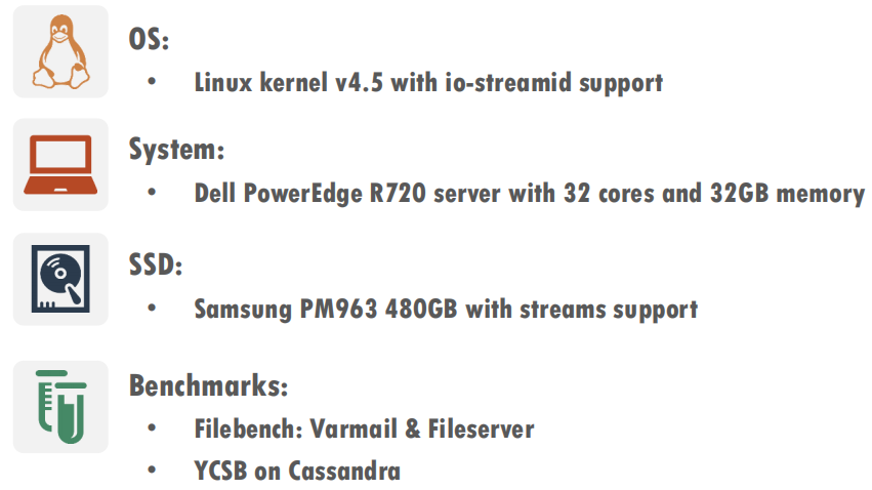 OS:
• Linux kernel v4.5 with io-streamid support
System:
• Dell PowerEdge R720 server with 32 cores and 32GB memory
SSD:
• Samsung PM963 480GB with streams support
Benchmarks:
• Filebench: Varmail & Fileserver
• YCSB on Cassandra